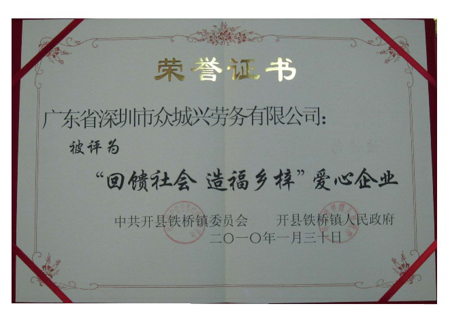 荣誉证书
广东省深圳市众城兴劳务有限公司：
被评为
“回馈社会 造福乡梓”爱心企业
中共开县铁桥镇委员会 开县铁桥镇人民政府
二〇一〇年一月三十日